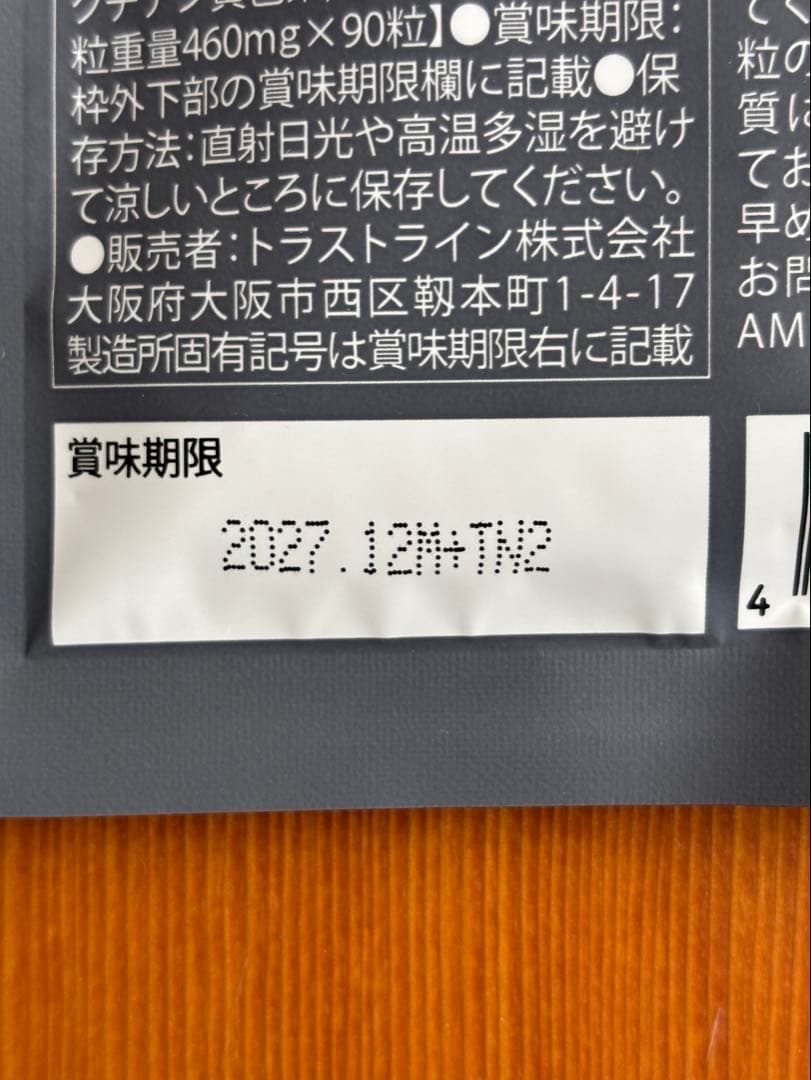 粒重量460mg×90粒】●賞味期限:
枠外下部の賞味期限欄に記載●保
存方法:直射日光や高温多湿を避け
て涼しいところに保存してください。
●販売者:トラストライン株式会社
大阪府大阪市西区靱本町1-4-17
製造所固有記号は賞味期限右に記載
賞味期限
2027.12M+TN2
粒の
質に
てお
早め
お問
AM
4